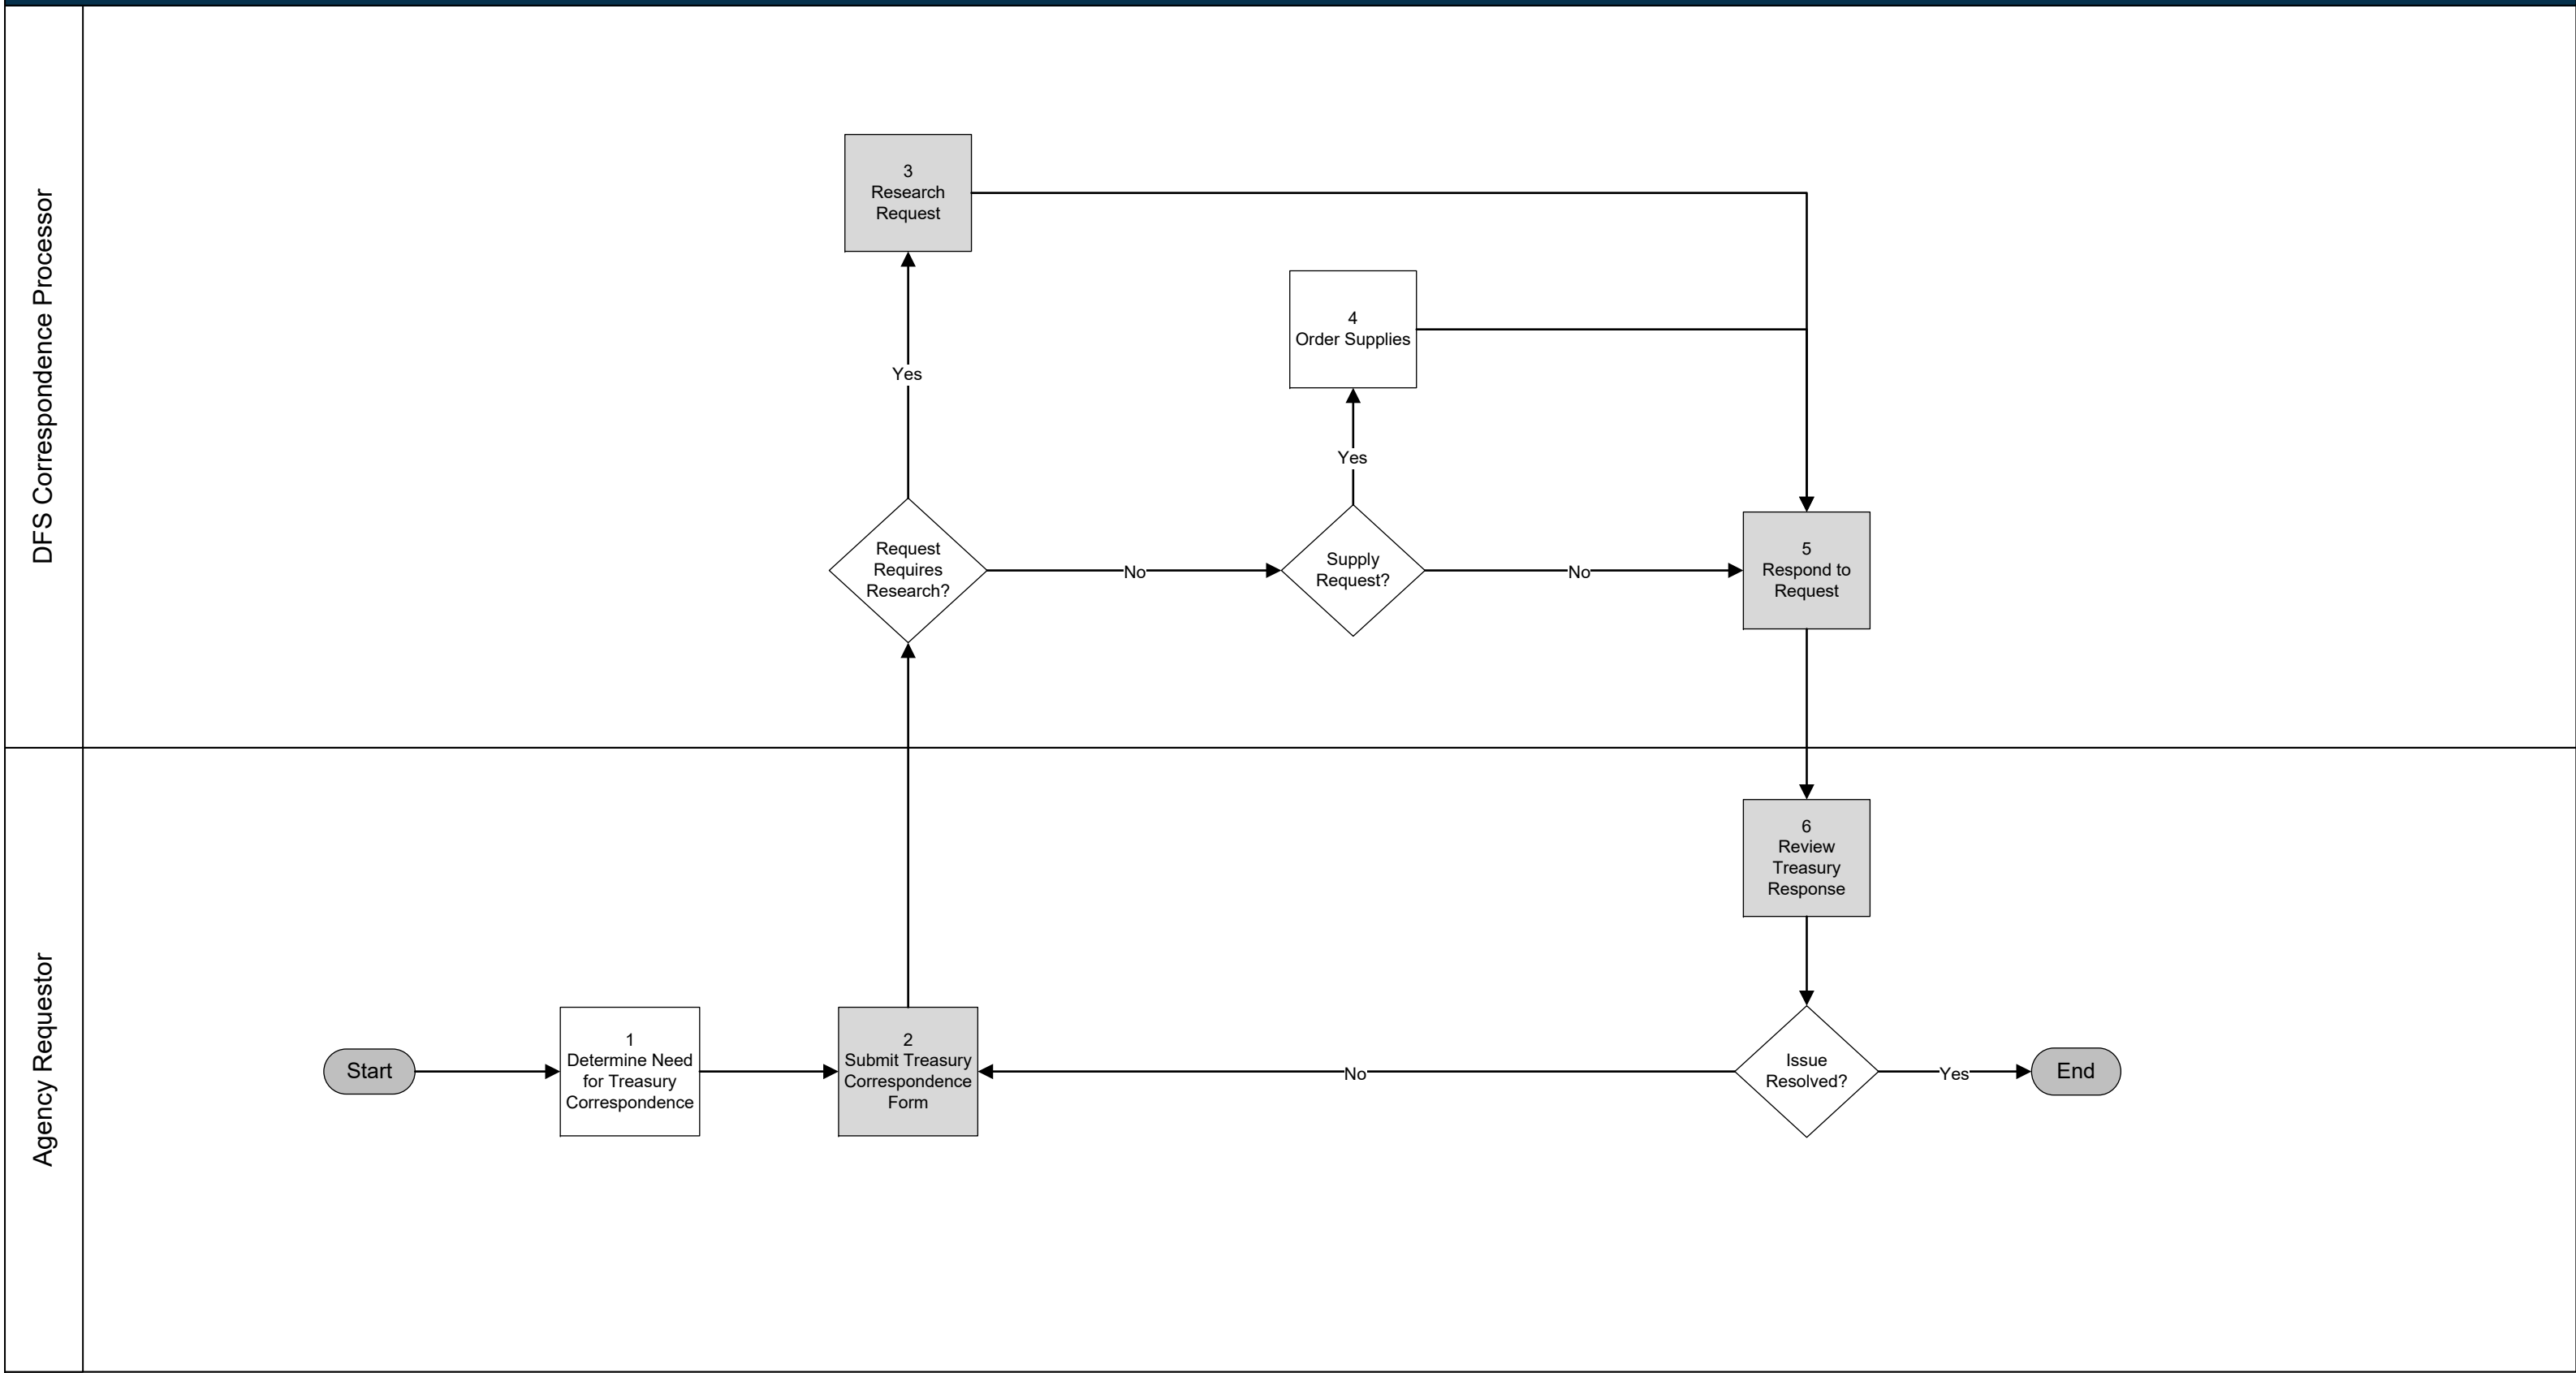 DFS Correspondence Processor
3
Research
Request
4
Order Supplies
Yes
Yes
Request
Requires
Research?
No
Supply
Request?
No
5
Respond to
Request
Agency Requestor
6
Review
Treasury
Response
Start
1
Determine Need
for Treasury
Correspondence
2
Submit Treasury
Correspondence
Form
No
Issue
Resolved?
Yes
End